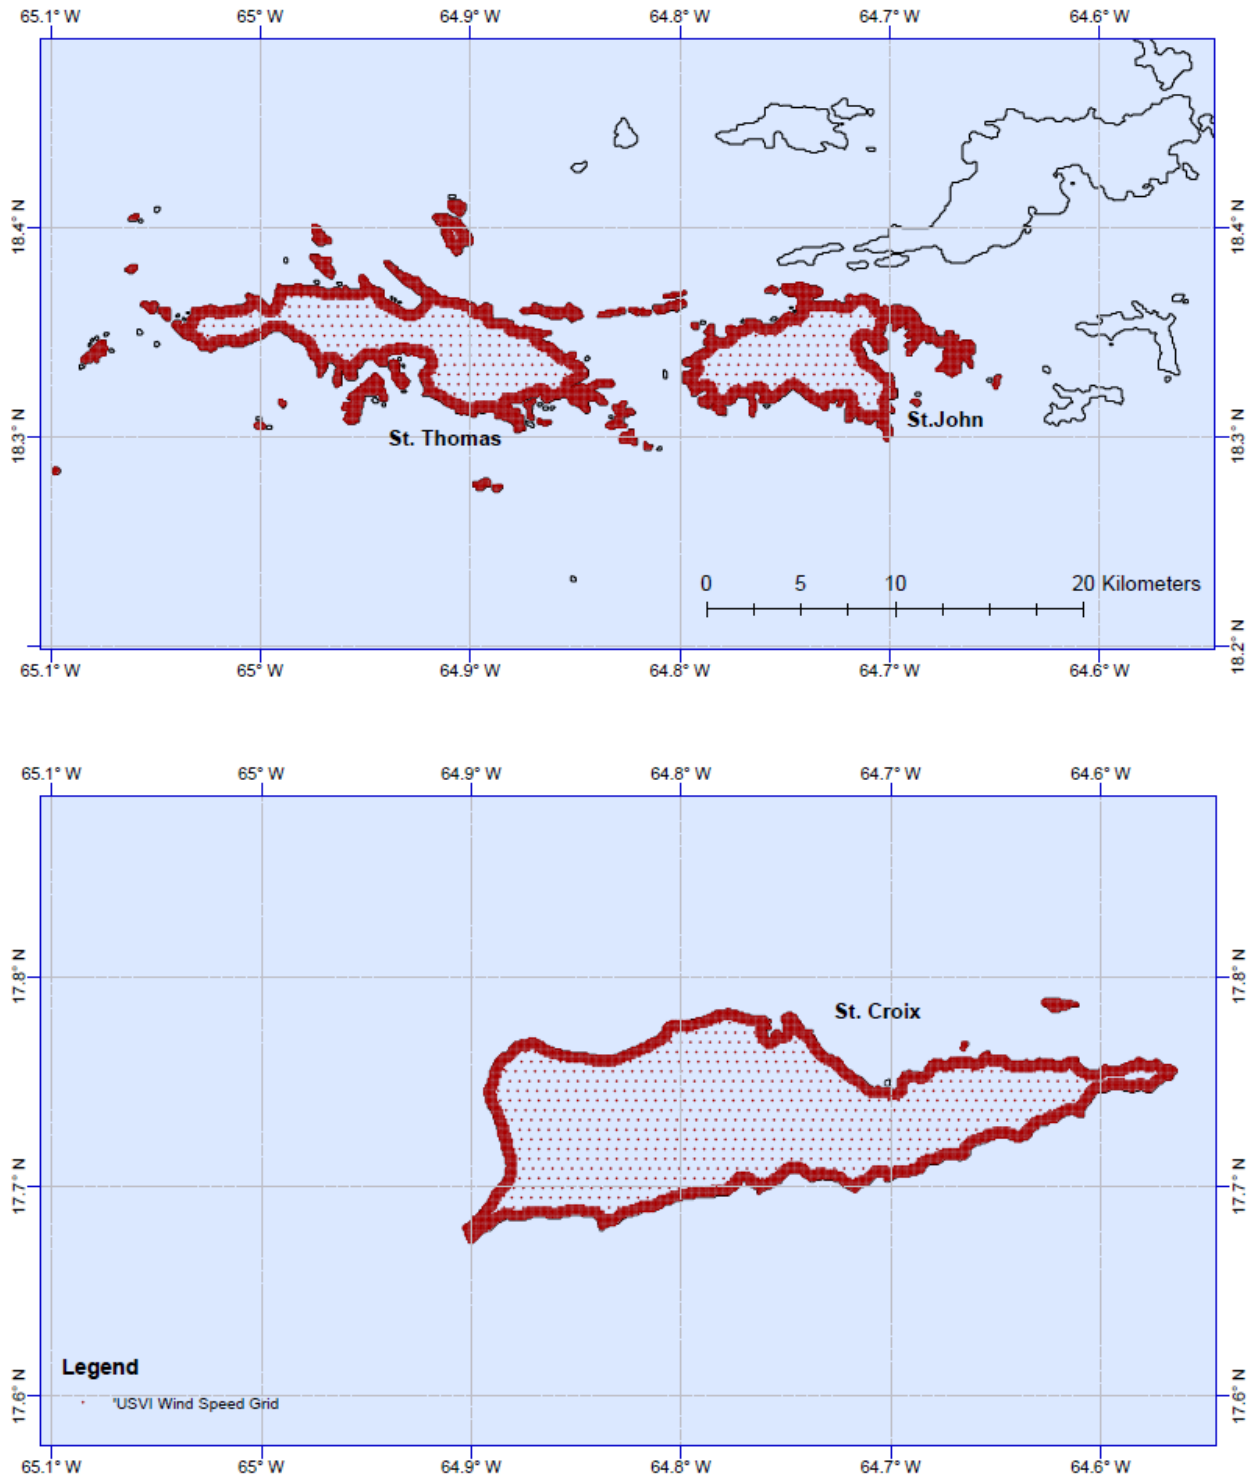 65.1° W 65° W 64.9° W 64.8° W 64.7° W 64.6° W
18.4° N 18.4° N
18.3° N 18.3° N
St. Thomas
St.John
0 5 10 20 Kilometers
18.2° N
65.1° W 65° W 64.9° W 64.8° W 64.7° W 64.6° W
65.1° W 65° W 64.9° W 64.8° W 64.7° W 64.6° W
17.8° N 17.8° N
St. Croix
17.7° N 17.7° N
Legend
'USVI Wind Speed Grid
17.6° N 17.6° N
65.1° W 65° W 64.9° W 64.8° W 64.7° W 64.6° W